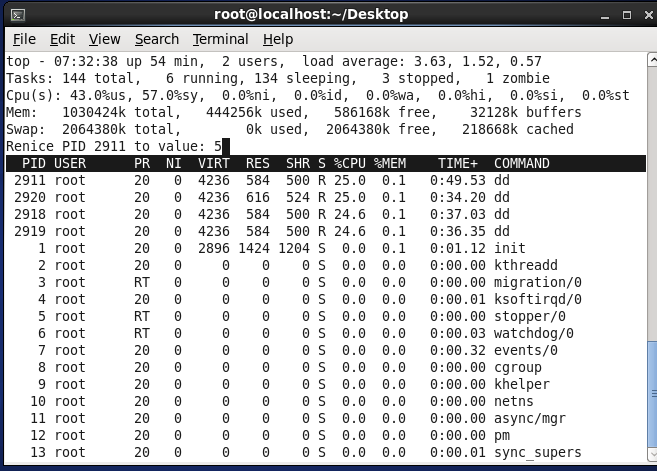 root@localhost:~/Desktop
File Edit View Search Terminal Help
top - 07:32:38 up 54 min,  2 users,  load average: 3.63, 1.52, 0.57
Tasks: 144 total,   6 running, 134 sleeping,   3 stopped,   1 zombie
Cpu(s): 43.0%us, 57.0%sy,  0.0%ni,  0.0%id,  0.0%wa,  0.0%hi,  0.0%si,  0.0%st
Mem:   1030424k total,   444256k used,   586168k free,    32128k buffers
Swap:  2064380k total,        0k used,  2064380k free,   218668k cached
Renice PID 2911 to value: 5
  PID USER      PR  NI  VIRT  RES  SHR S %CPU %MEM    TIME+  COMMAND
 2911 root      20   0  4236  584  500 R 25.0  0.1   0:49.53 dd
 2920 root      20   0  4236  616  524 R 25.0  0.1   0:34.20 dd
 2918 root      20   0  4236  584  500 R 24.6  0.1   0:37.03 dd
 2919 root      20   0  4236  584  500 R 24.6  0.1   0:36.35 dd
    1 root      20   0  2896 1424 1204 S  0.0  0.1   0:01.12 init
    2 root      20   0     0    0    0 S  0.0  0.0   0:00.00 kthreadd
    3 root      RT   0     0    0    0 S  0.0  0.0   0:00.00 migration/0
    4 root      20   0     0    0    0 S  0.0  0.0   0:00.01 ksoftirqd/0
    5 root      RT   0     0    0    0 S  0.0  0.0   0:00.00 stopper/0
    6 root      RT   0     0    0    0 S  0.0  0.0   0:00.03 watchdog/0
    7 root      20   0     0    0    0 S  0.0  0.0   0:00.32 events/0
    8 root      20   0     0    0    0 S  0.0  0.0   0:00.00 cgroup
    9 root      20   0     0    0    0 S  0.0  0.0   0:00.00 khelper
   10 root      20   0     0    0    0 S  0.0  0.0   0:00.00 netns
   11 root      20   0     0    0    0 S  0.0  0.0   0:00.00 async/mgr
   12 root      20   0     0    0    0 S  0.0  0.0   0:00.00 pm
   13 root      20   0     0    0    0 S  0.0  0.0   0:00.01 sync_supers